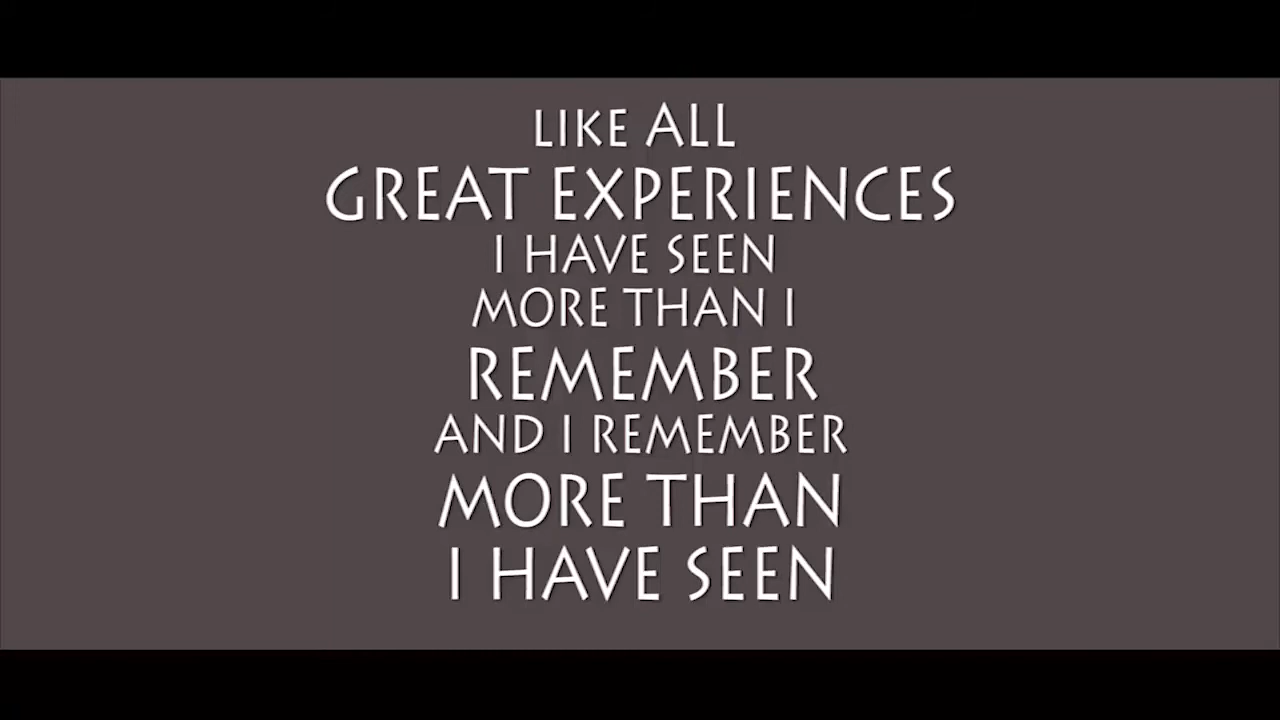 LIKE ALL
GREAT EXPERIENCES
I HAVE SEEN
MORE THAN I
REMEMBER
AND I REMEMBER
MORE THAN
I HAVE SEEN